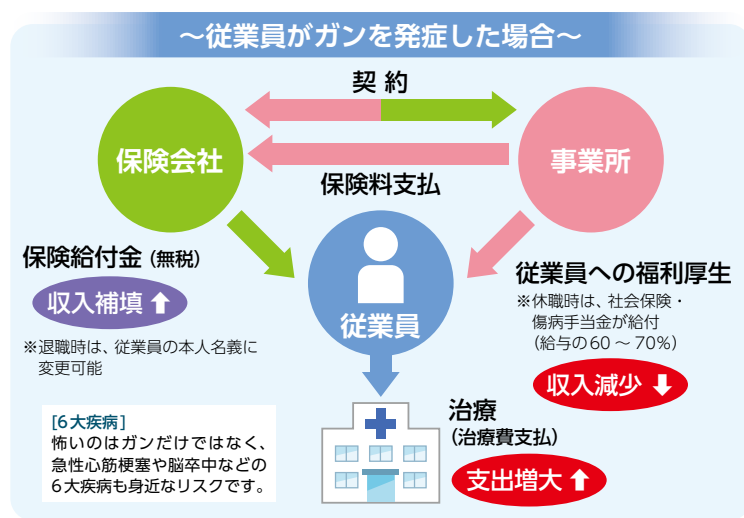 ～従業員がガンを発症した場合～
契 約
保険会社
事業所
保険料支払
保険給付金（無税）
収入補填
※退職時は、従業員の本人名義に
変更可能
従業員
従業員への福利厚生
※休職時は、社会保険・
傷病手当金が給付
（給与の60 ～ 70%）
収入減少
[6大疾病]
怖いのはガンだけではなく、
急性心筋梗塞や脳卒中などの
6大疾病も身近なリスクです。
治療
（治療費支払）
支出増大